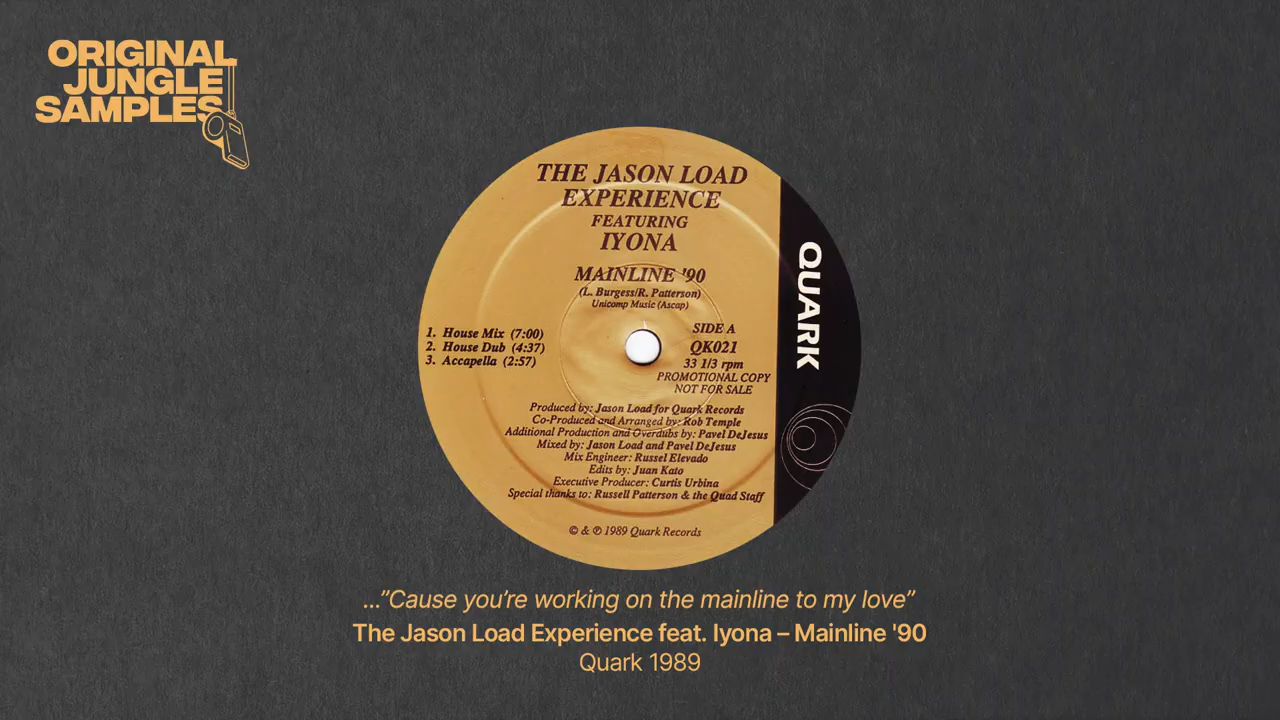 ORIGINAL
JUNGLE
SAMPLES
THE JASON LOAD
EXPERIENCE
FEATURING
IYONA
MAINLINE '90
(L. Burgess/R. Patterson)
Unicomp Music (Ascap)
1. House Mix (7:00)
2. House Dub (4:37)
3. Accapella (2:57)
SIDE A
QK021
33 1/3 rpm
PROMOTIONAL COPY
NOT FOR SALE
Produced by: Jason Load for Quark Records
Co-Produced and Arranged by: Rob Temple
Additional Production and Overdubs by: Pavel DeJesus
Mixed by: Jason Load and Pavel DeJesus
Mix Engineer: Russel Elevado
Edits by: Juan Kato
Executive Producer: Curtis Urbina
Special thanks to: Russell Patterson & the Quad Staff
© & ℗ 1989 Quark Records
QUARK
..."Cause you're working on the mainline to my love”
The Jason Load Experience feat. Iyona – Mainline '90
Quark 1989